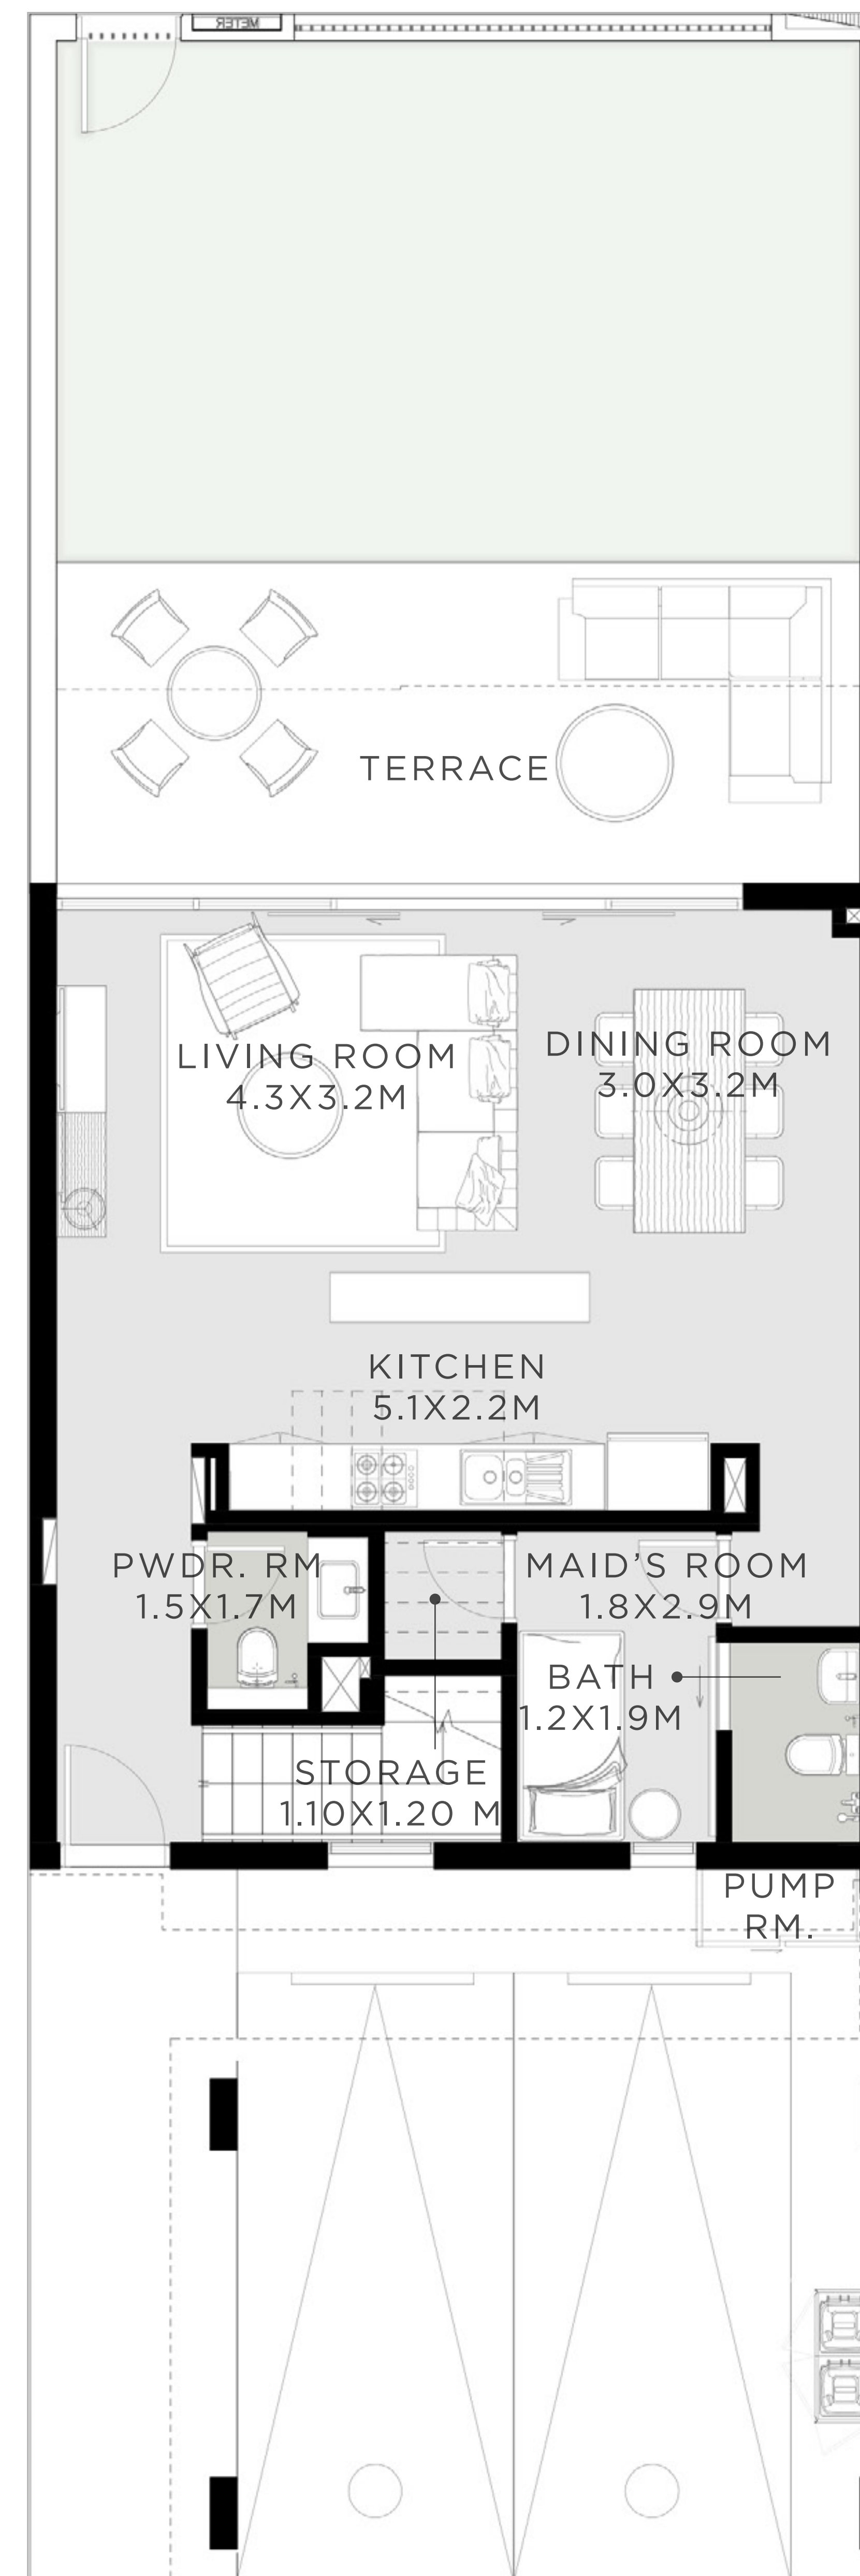 METER
TERRACE
LIVING ROOM
4.3X3.2M
DINING ROOM
3.0X3.2M
KITCHEN
5.1X2.2M
PWDR. RM
1.5X1.7M
MAID'S ROOM
1.8X2.9M
BATH
1.2X1.9M
STORAGE
1.10X1.20 M
PUMP
RM.